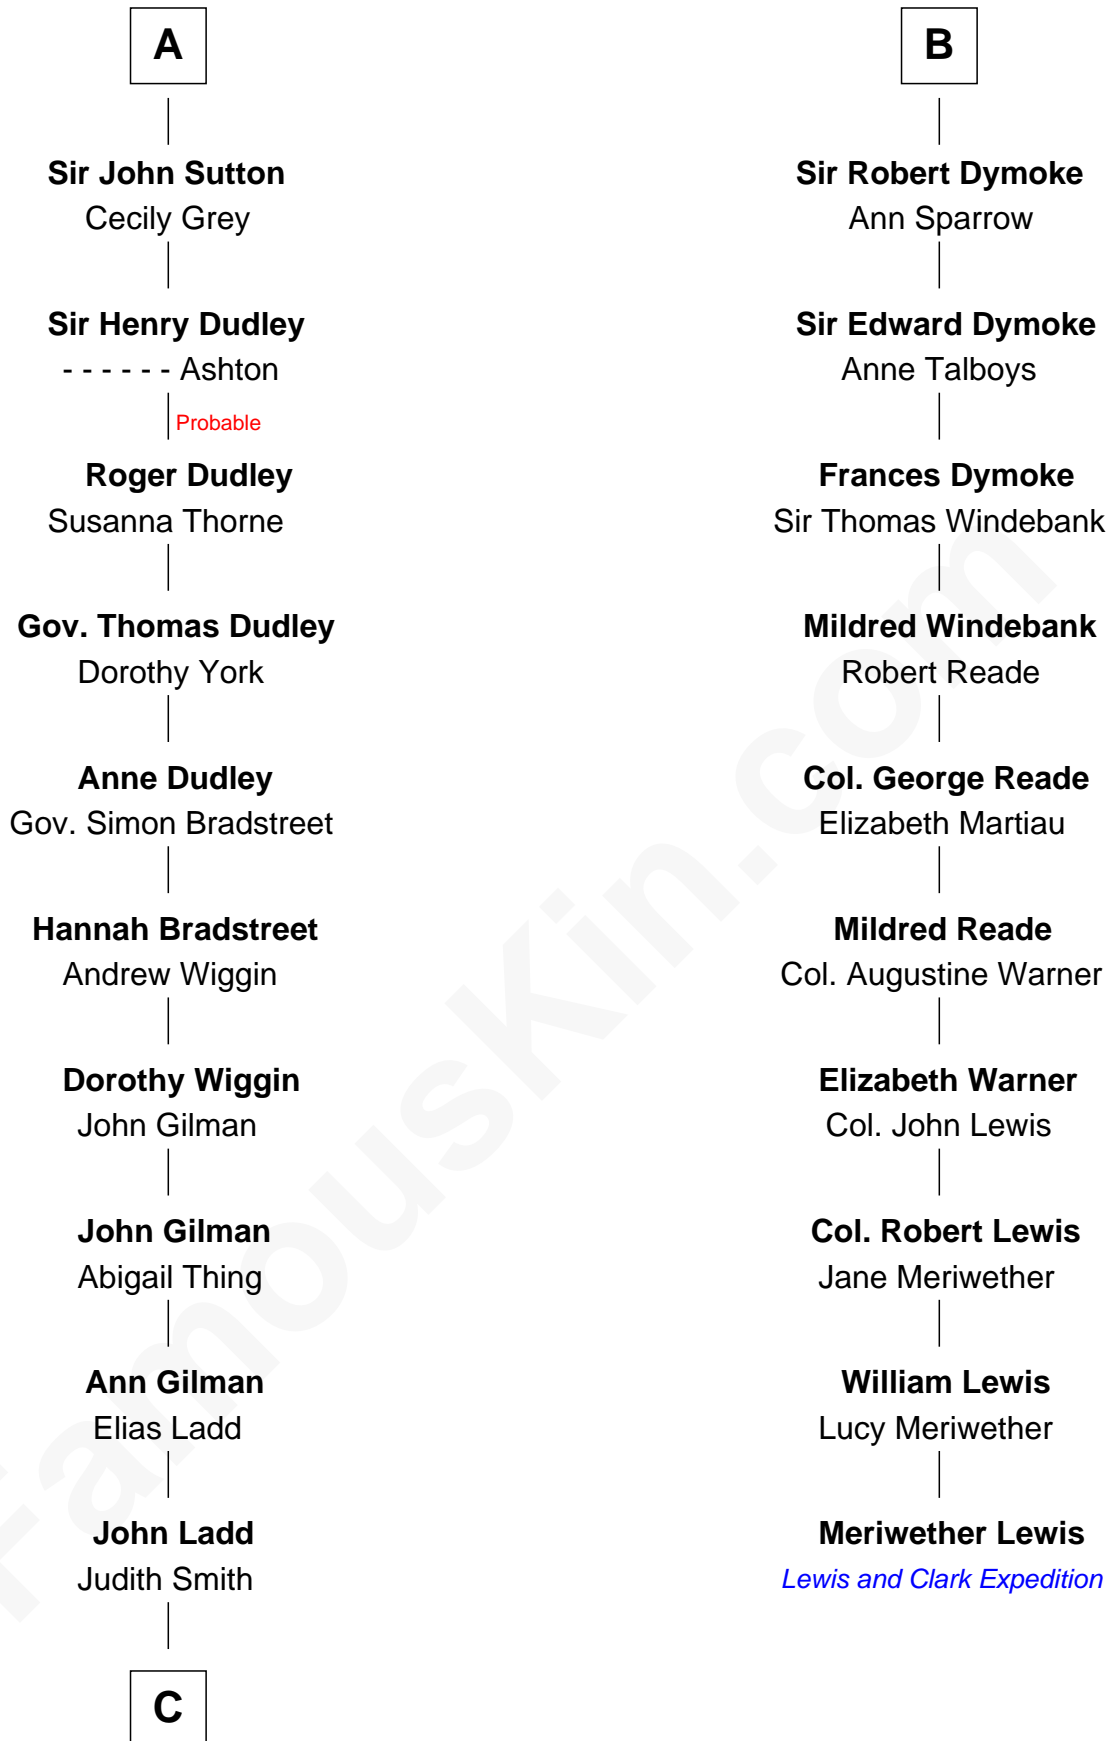 A
Sir John Sutton
Cecily Grey
Sir Henry Dudley
- - - - - - Ashton
Probable
Roger Dudley
Susanna Thorne
Gov. Thomas Dudley
Dorothy York
Anne Dudley
Gov. Simon Bradstreet
Hannah Bradstreet
Andrew Wiggin
Dorothy Wiggin
John Gilman
John Gilman
Abigail Thing
Ann Gilman
Elias Ladd
John Ladd
Judith Smith
C
B
Sir Robert Dymoke
Ann Sparrow
Sir Edward Dymoke
Anne Talboys
Frances Dymoke
Sir Thomas Windebank
Mildred Windebank
Robert Reade
Col. George Reade
Elizabeth Martiau
Mildred Reade
Col. Augustine Warner
Elizabeth Warner
Col. John Lewis
Col. Robert Lewis
Jane Meriwether
William Lewis
Lucy Meriwether
Meriwether Lewis
Lewis and Clark Expedition
FamousKin.com